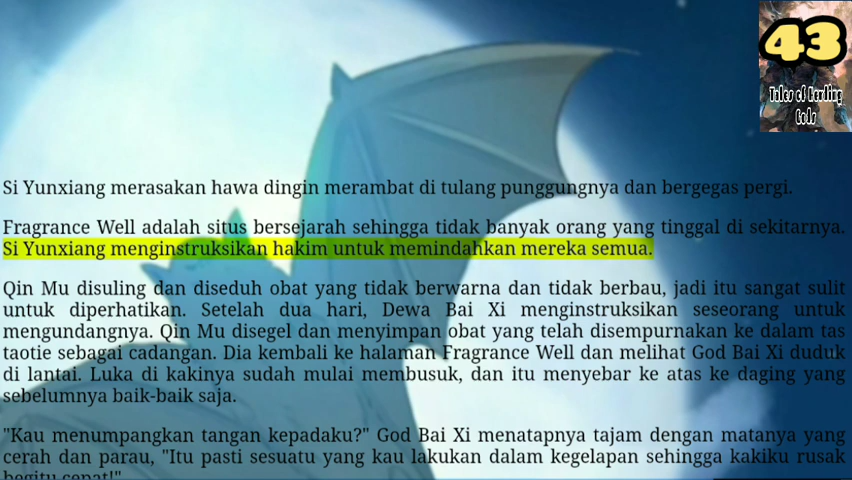 43
Tales of Herding
Gods
Si Yunxiang merasakan hawa dingin merambat di tulang punggungnya dan bergegas pergi.
Fragrance Well adalah situs bersejarah sehingga tidak banyak orang yang tinggal di sekitarnya.
Si Yunxiang menginstruksikan hakim untuk memindahkan mereka semua.
Qin Mu disuling dan diseduh obat yang tidak berwarna dan tidak berbau, jadi itu sangat sulit
untuk diperhatikan. Setelah dua hari, Dewa Bai Xi menginstruksikan seseorang untuk
mengundangnya. Qin Mu disegel dan menyimpan obat yang telah disempurnakan ke dalam tas
taotie sebagai cadangan. Dia kembali ke halaman Fragrance Well dan melihat God Bai Xi duduk
di lantai. Luka di kakinya sudah mulai membusuk, dan itu menyebar ke atas ke daging yang
sebelumnya baik-baik saja.
"Kau menumpangkan tangan kepadaku?" God Bai Xi menatapnya tajam dengan matanya yang
cerah dan parau, "Itu pasti sesuatu yang kau lakukan dalam kegelapan sehingga kakiku rusak
begitu cepat!"